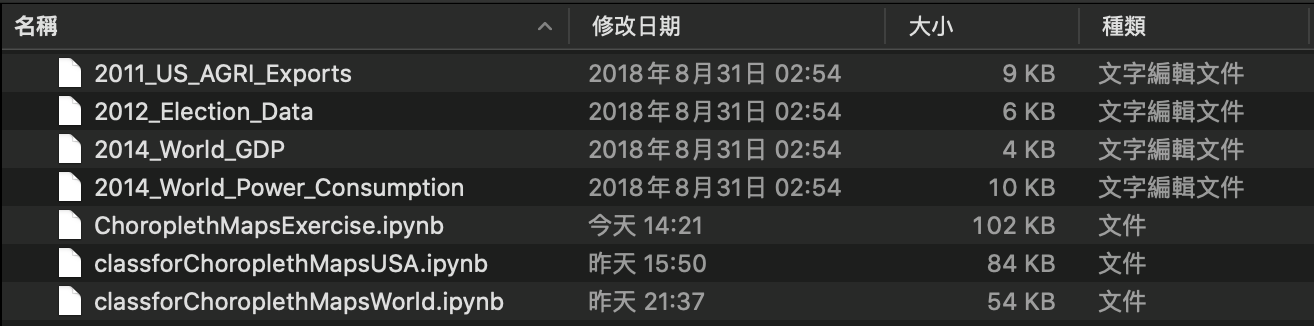 名稱 修改日期 大小 種類
2011_US_AGRI_Exports 2018年8月31日 02:54 9 KB 文字編輯文件
2012_Election_Data 2018年8月31日 02:54 6 KB 文字編輯文件
2014_World_GDP 2018年8月31日 02:54 4 KB 文字編輯文件
2014_World_Power_Consumption 2018年8月31日 02:54 10 KB 文字編輯文件
ChoroplethMapsExercise.ipynb 今天 14:21 102 KB 文件
classforChoroplethMapsUSA.ipynb 昨天 15:50 84 KB 文件
classforChoroplethMapsWorld.ipynb 昨天 21:37 54 KB 文件